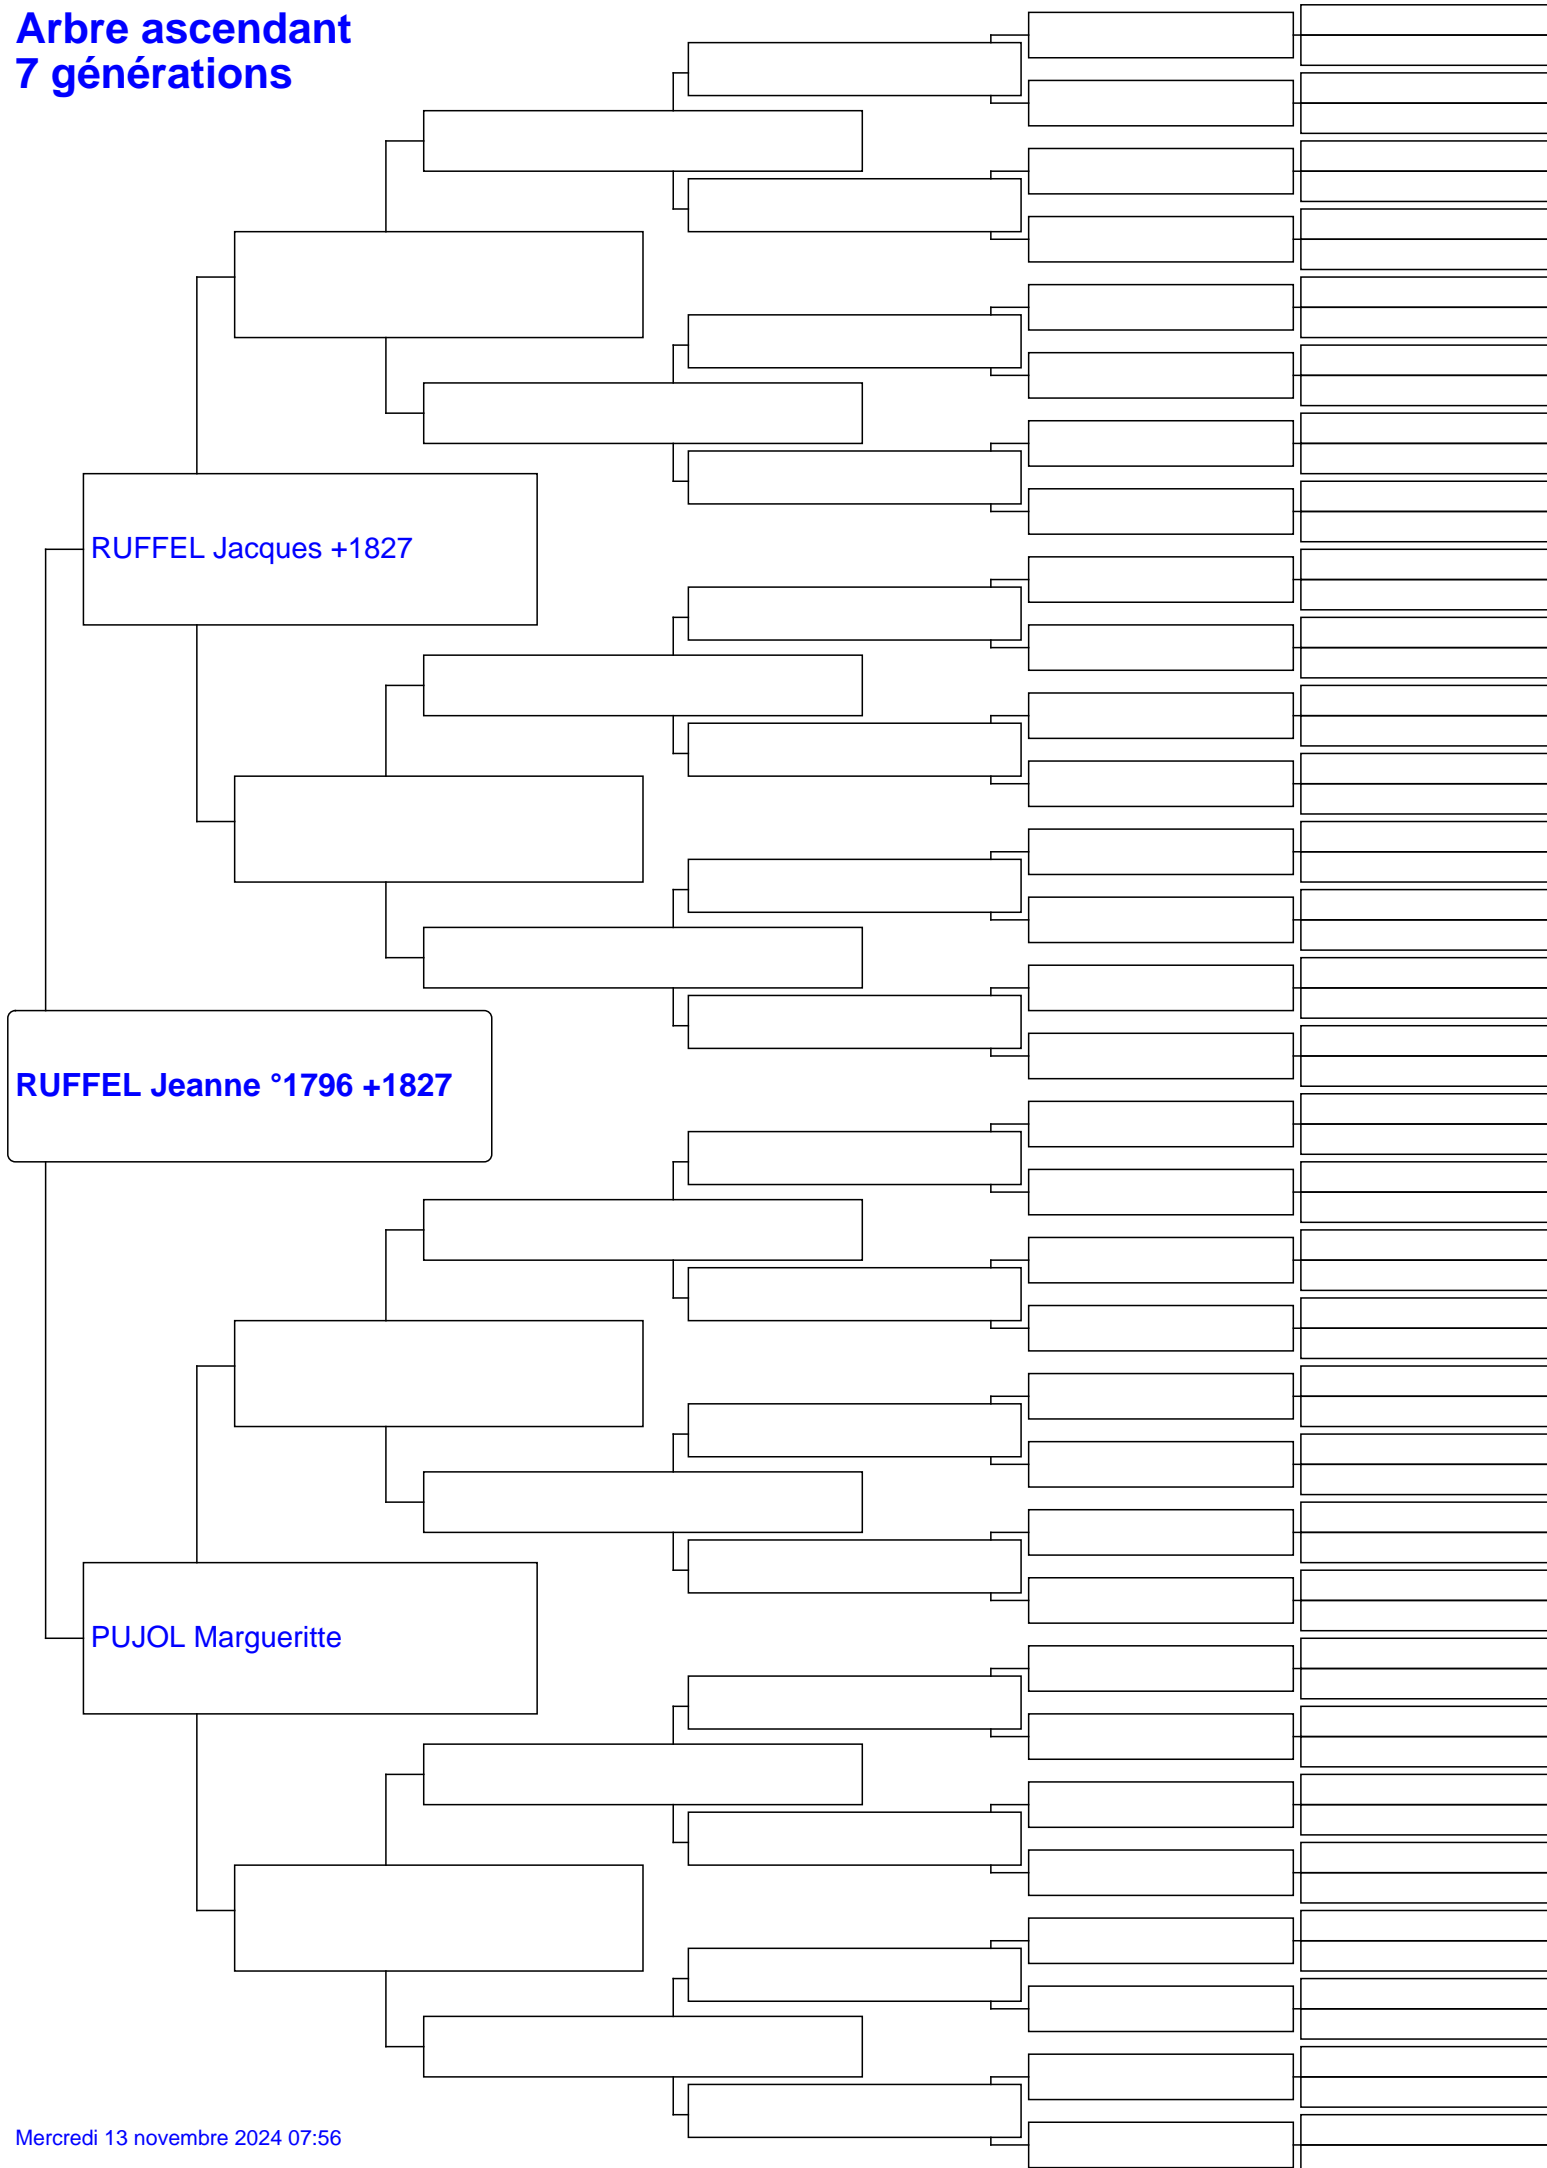 Arbre ascendant
7 générations
RUFFEL Jacques +1827
RUFFEL Jeanne °1796 +1827
PUJOL Margueritte
Mercredi 13 novembre 2024 07:56